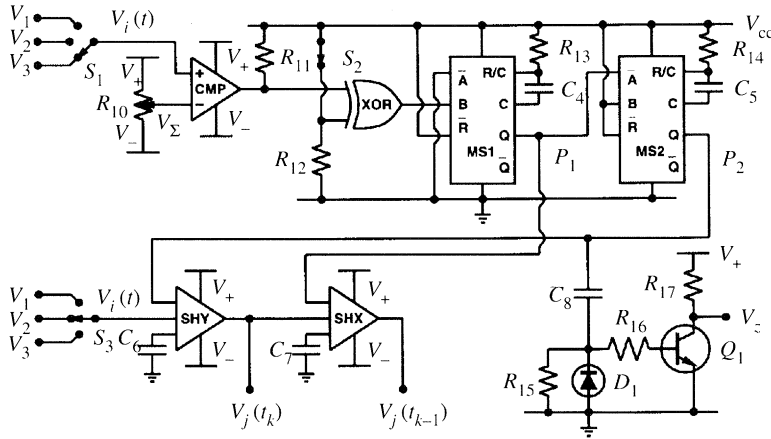 V1 Vi(t) Vcc
V2 V+ R11 S2 R13 R14
V3 S1 V+ + CMP − XOR A̅ R/C C4 A̅ R/C C5
R10 VΣ V− B C B C
V− R12 R̅ Q R̅ Q
MS1 Q̅ P1 MS2 Q̅ P2
V1 Vi(t) V+ V+ C8 R17 V+
V2 SHY SHX R16 Vz
V3 S3 C6 V− C7 V− Q1
R15 D1
Vj(tk) Vj(tk−1)